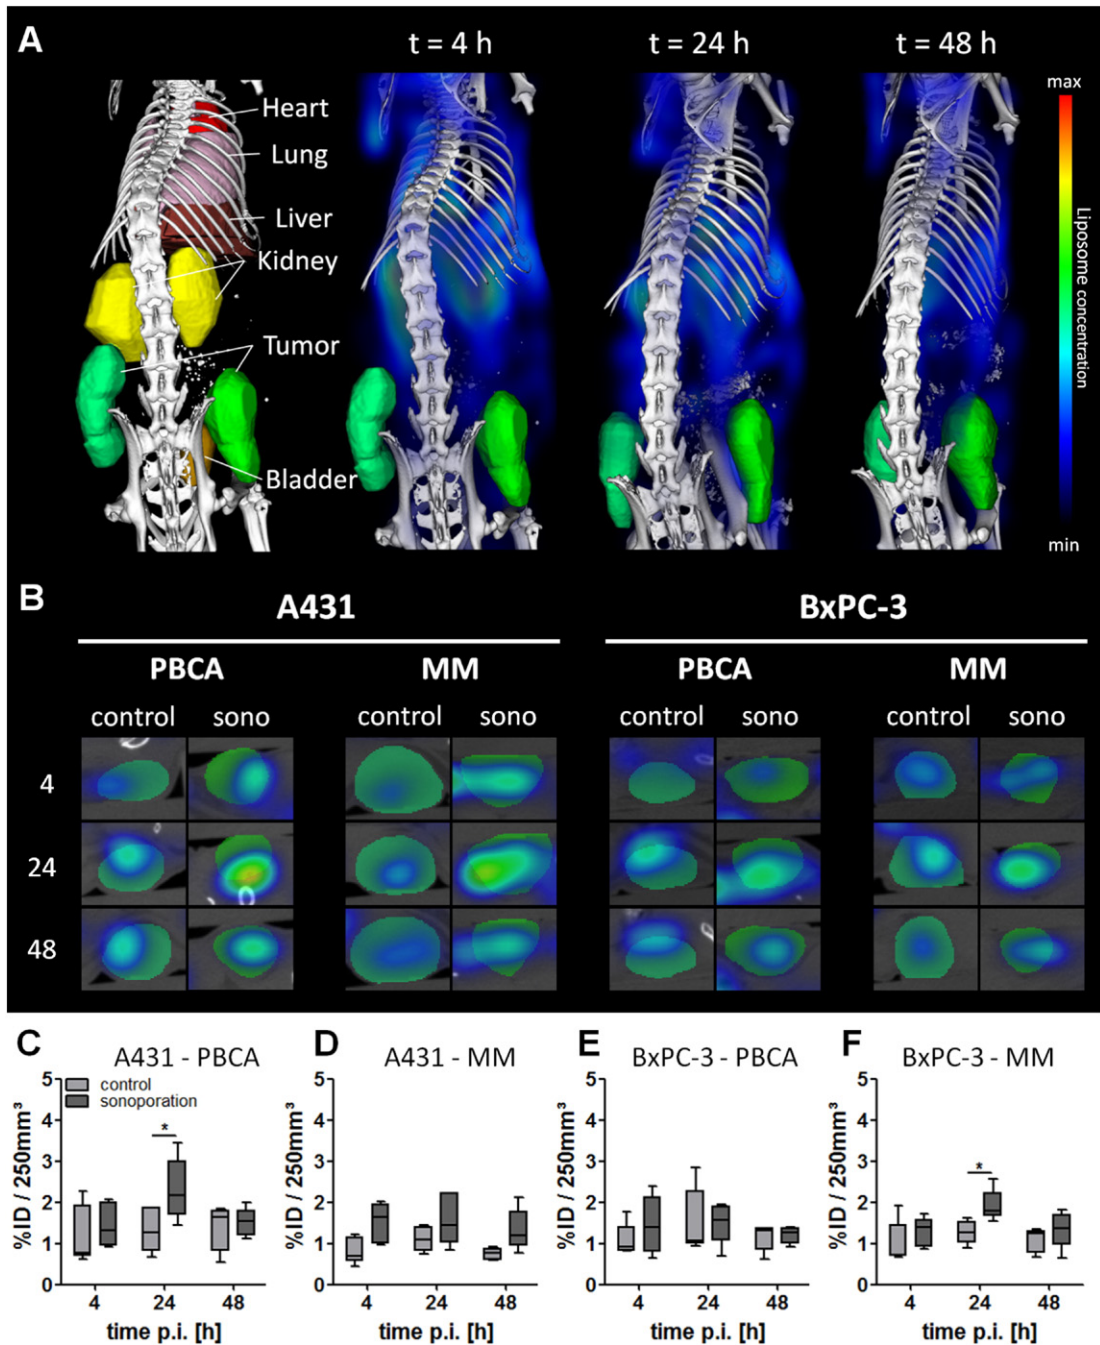 A
t = 4 h
t = 24 h
t = 48 h
Heart
Lung
Liver
Kidney
Tumor
Bladder
max
Liposome concentration
min
B
A431
BxPC-3
PBCA
MM
PBCA
MM
control
sono
control
sono
control
sono
control
sono
4
24
48
C
A431 - PBCA
control
sonoporation
*
%ID / 250mm³
5
4
3
2
1
0
4
24
48
time p.i. [h]
D
A431 - MM
%ID / 250mm³
5
4
3
2
1
0
4
24
48
time p.i. [h]
E
BxPC-3 - PBCA
%ID / 250mm³
5
4
3
2
1
0
4
24
48
time p.i. [h]
F
BxPC-3 - MM
*
%ID / 250mm³
5
4
3
2
1
0
4
24
48
time p.i. [h]